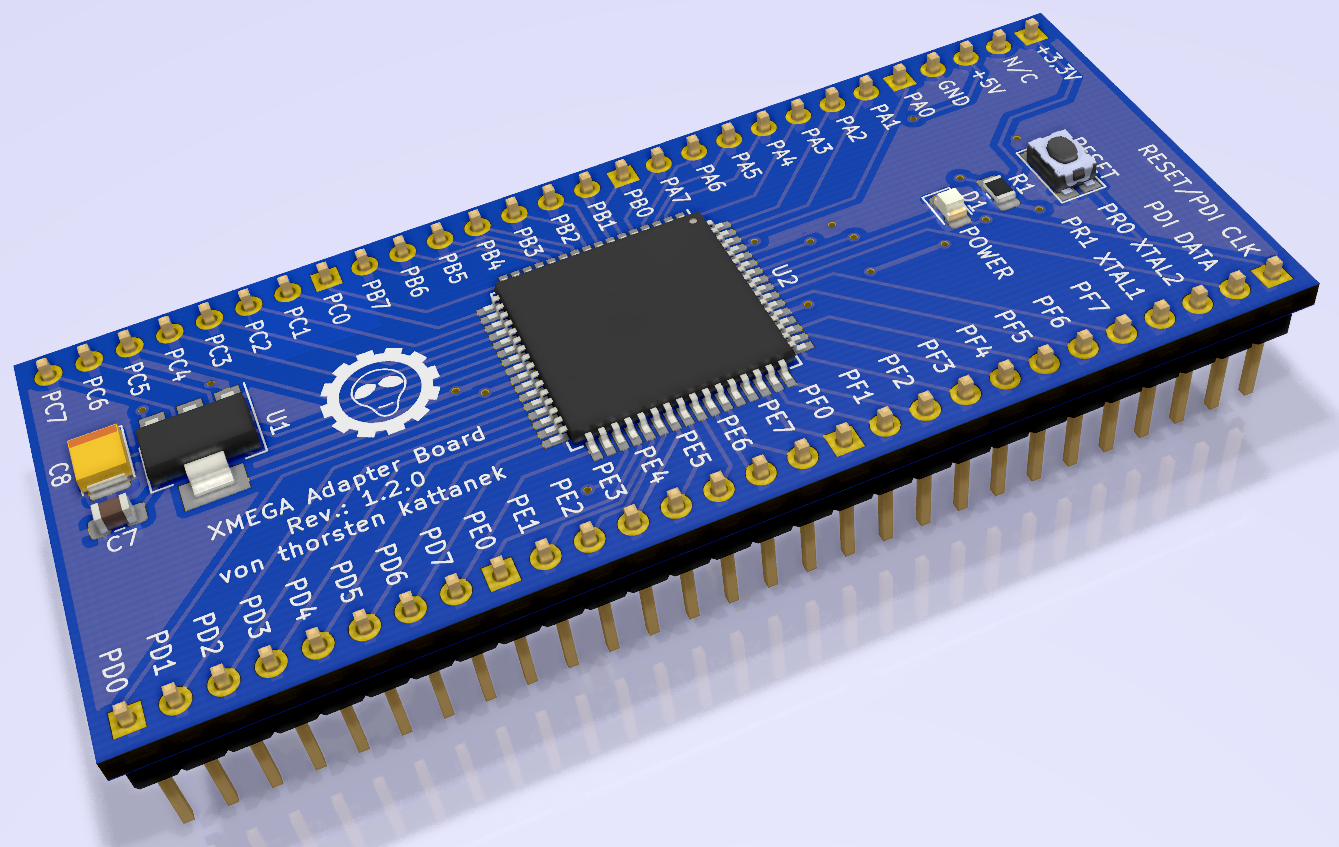 +3,3V
N/C
+5V
GND
PA0
PA1
PA2
PA3
PA4
PA5
PA6
PA7
PB0
PB1
PB2
PB3
PB4
PB5
PB6
PB7
PC0
PC1
PC2
PC3
PC4
PC5
PC6
PC7
RESET
R1
D1
POWER
U2
U1
C8
C7
XMEGA Adapter Board
Rev.: 1.2.0
von thorsten kattanek
RESET/PDI CLK
PDI DATA
PR0 XTAL2
PR1 XTAL1
PF7
PF6
PF5
PF4
PF3
PF2
PF1
PF0
PE7
PE6
PE5
PE4
PE3
PE2
PE1
PE0
PD7
PD6
PD5
PD4
PD3
PD2
PD1
PD0